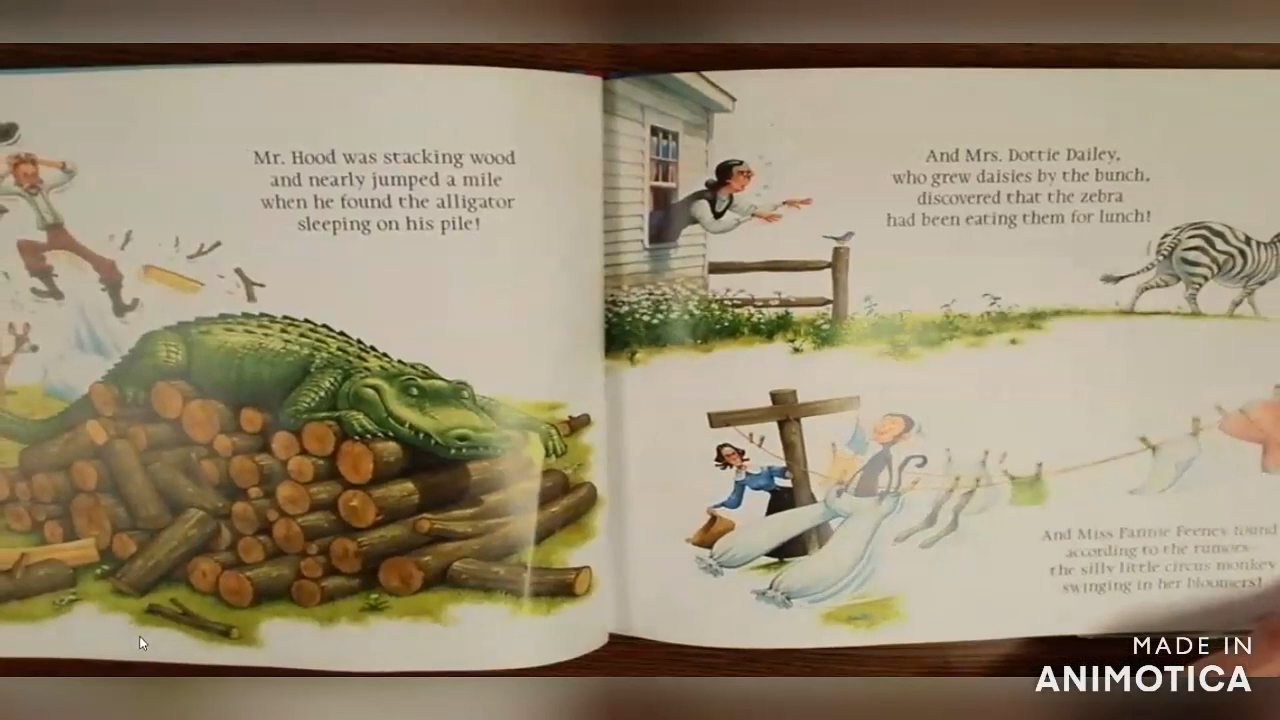 Mr. Hood was stacking wood
and nearly jumped a mile
when he found the alligator
sleeping on his pile!
And Mrs. Dottie Dailey,
who grew daisies by the bunch,
discovered that the zebra
had been eating them for lunch!
And Miss Fannie Feeney found
according to the rumors—
the silly little circus monkey
swinging in her bloomers!
MADE IN
ANIMOTICA